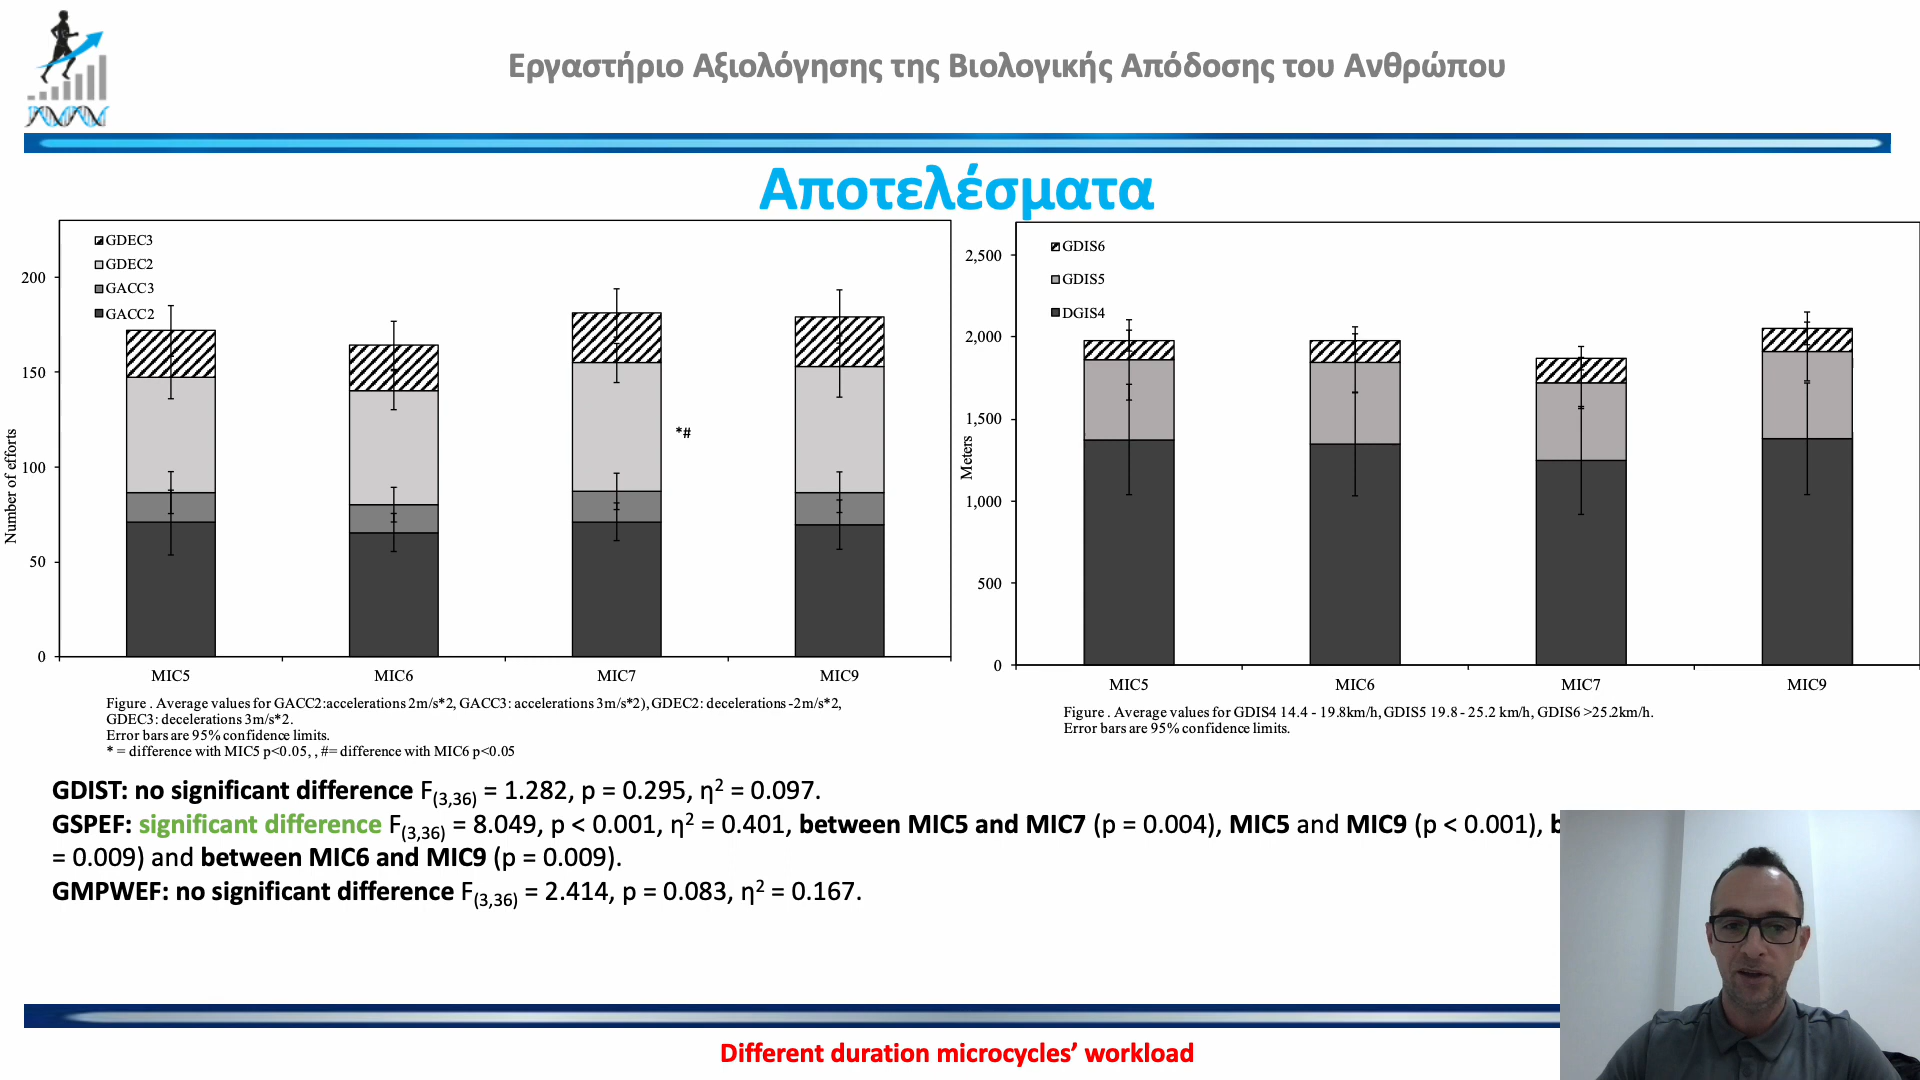 Εργαστήριο Αξιολόγησης της Βιολογικής Απόδοσης του Ανθρώπου
Αποτελέσματα
GDEC3
GDEC2
GACC3
GACC2
Number of efforts
200
150
100
50
0
*#
MIC5 MIC6 MIC7 MIC9
Figure . Average values for GACC2:accelerations 2m/s*2, GACC3: accelerations 3m/s*2), GDEC2: decelerations -2m/s*2,
GDEC3: decelerations 3m/s*2.
Error bars are 95% confidence limits.
* = difference with MIC5 p<0.05, , #= difference with MIC6 p<0.05
GDIS6
GDIS5
DGIS4
Meters
2,500
2,000
1,500
1,000
500
0
MIC5 MIC6 MIC7 MIC9
Figure . Average values for GDIS4 14.4 - 19.8km/h, GDIS5 19.8 - 25.2 km/h, GDIS6 >25.2km/h.
Error bars are 95% confidence limits.
GDIST: no significant difference F(3,36) = 1.282, p = 0.295, η² = 0.097.
GSPEF: significant difference F(3,36) = 8.049, p < 0.001, η² = 0.401, between MIC5 and MIC7 (p = 0.004), MIC5 and MIC9 (p < 0.001),
= 0.009) and between MIC6 and MIC9 (p = 0.009).
GMPWEF: no significant difference F(3,36) = 2.414, p = 0.083, η² = 0.167.
Different duration microcycles’ workload